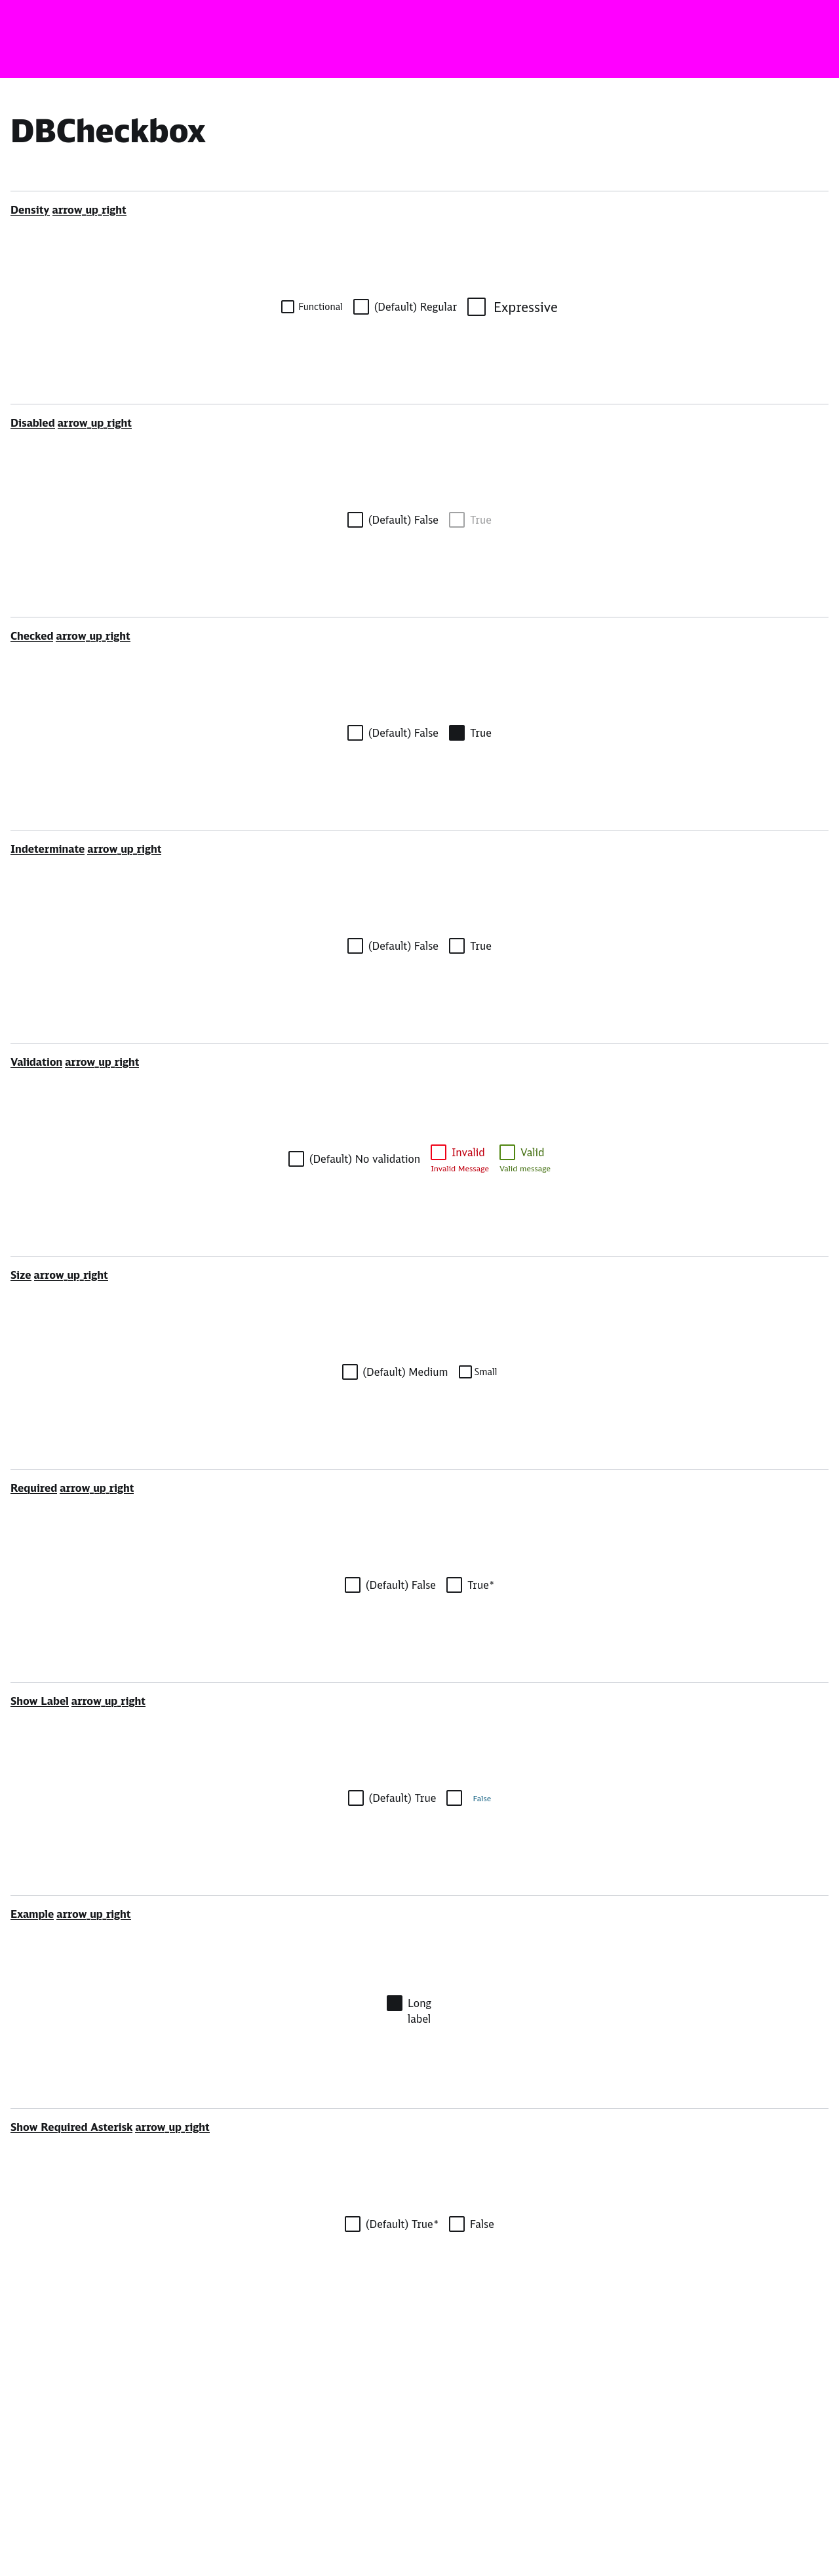 DBCheckbox
Density arrow_up_right
Functional (Default) Regular Expressive
Disabled arrow_up_right
(Default) False True
Checked arrow_up_right
(Default) False True
Indeterminate arrow_up_right
(Default) False True
Validation arrow_up_right
(Default) No validation Invalid Valid
Invalid Message Valid message
Size arrow_up_right
(Default) Medium Small
Required arrow_up_right
(Default) False True*
Show Label arrow_up_right
(Default) True False
Example arrow_up_right
Long
label
Show Required Asterisk arrow_up_right
(Default) True* False